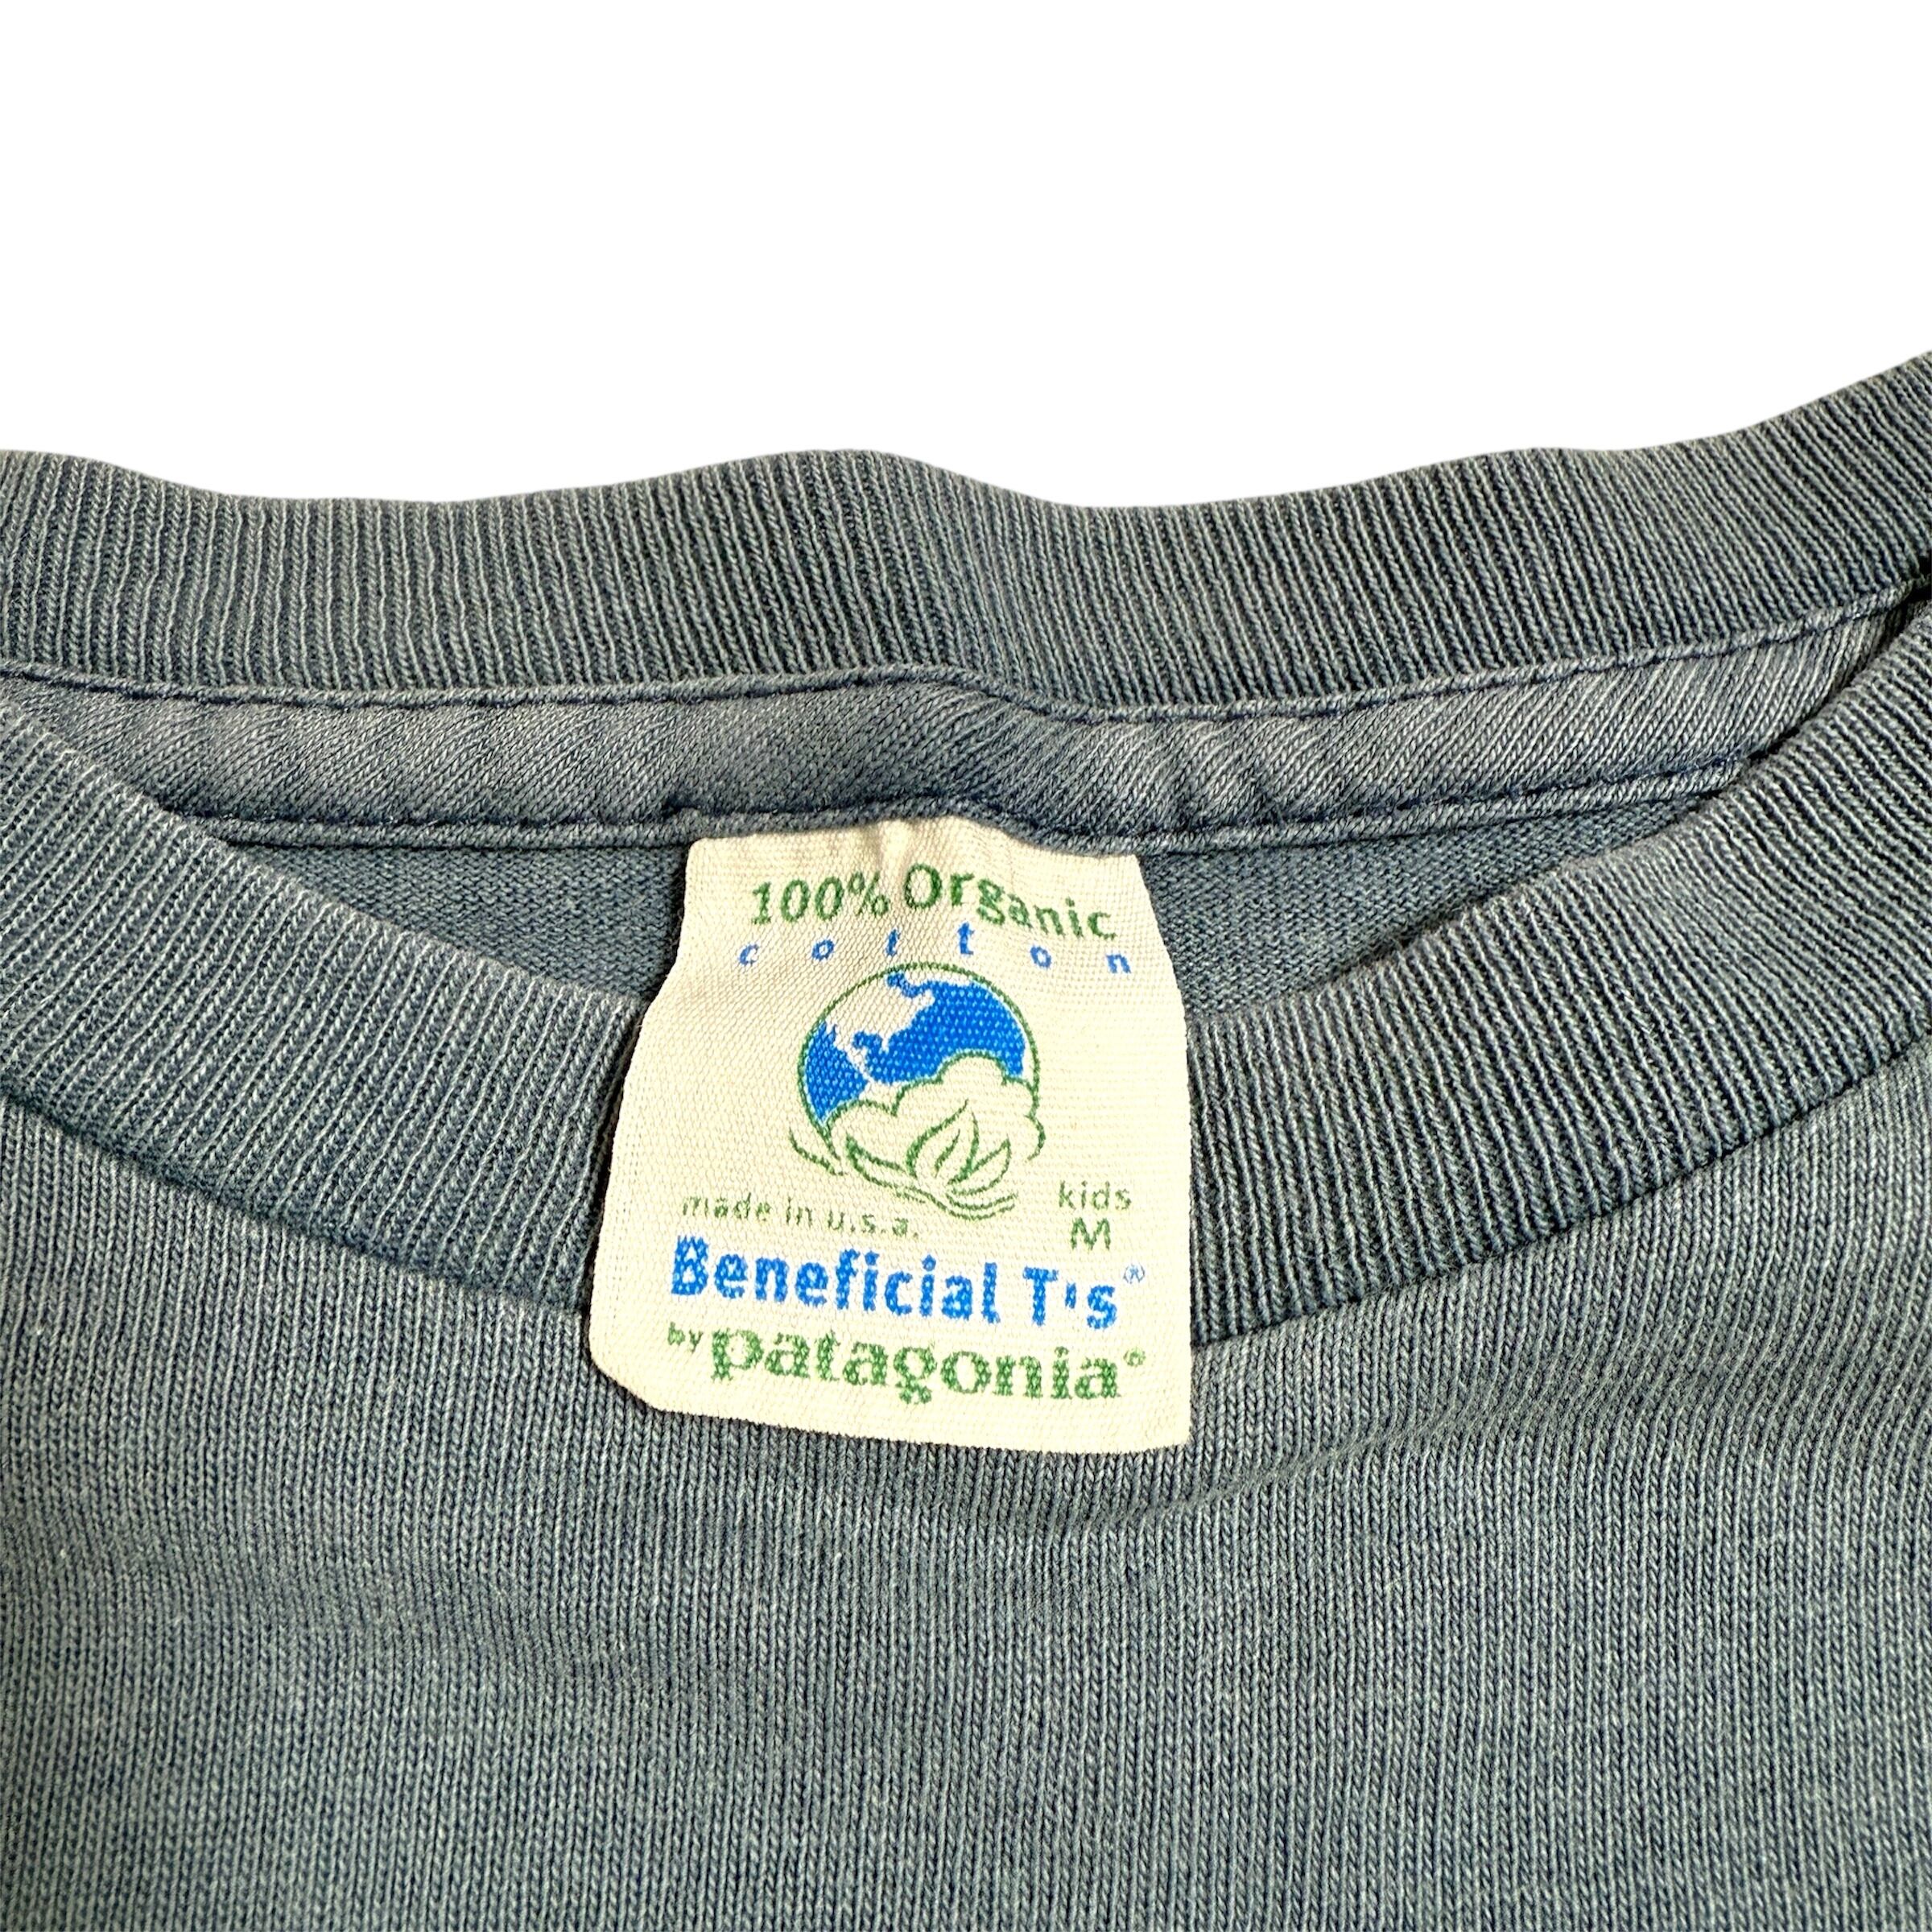 100% Organic
cotton
kids
made in u.s.a. M
Beneficial T's®
by patagonia®